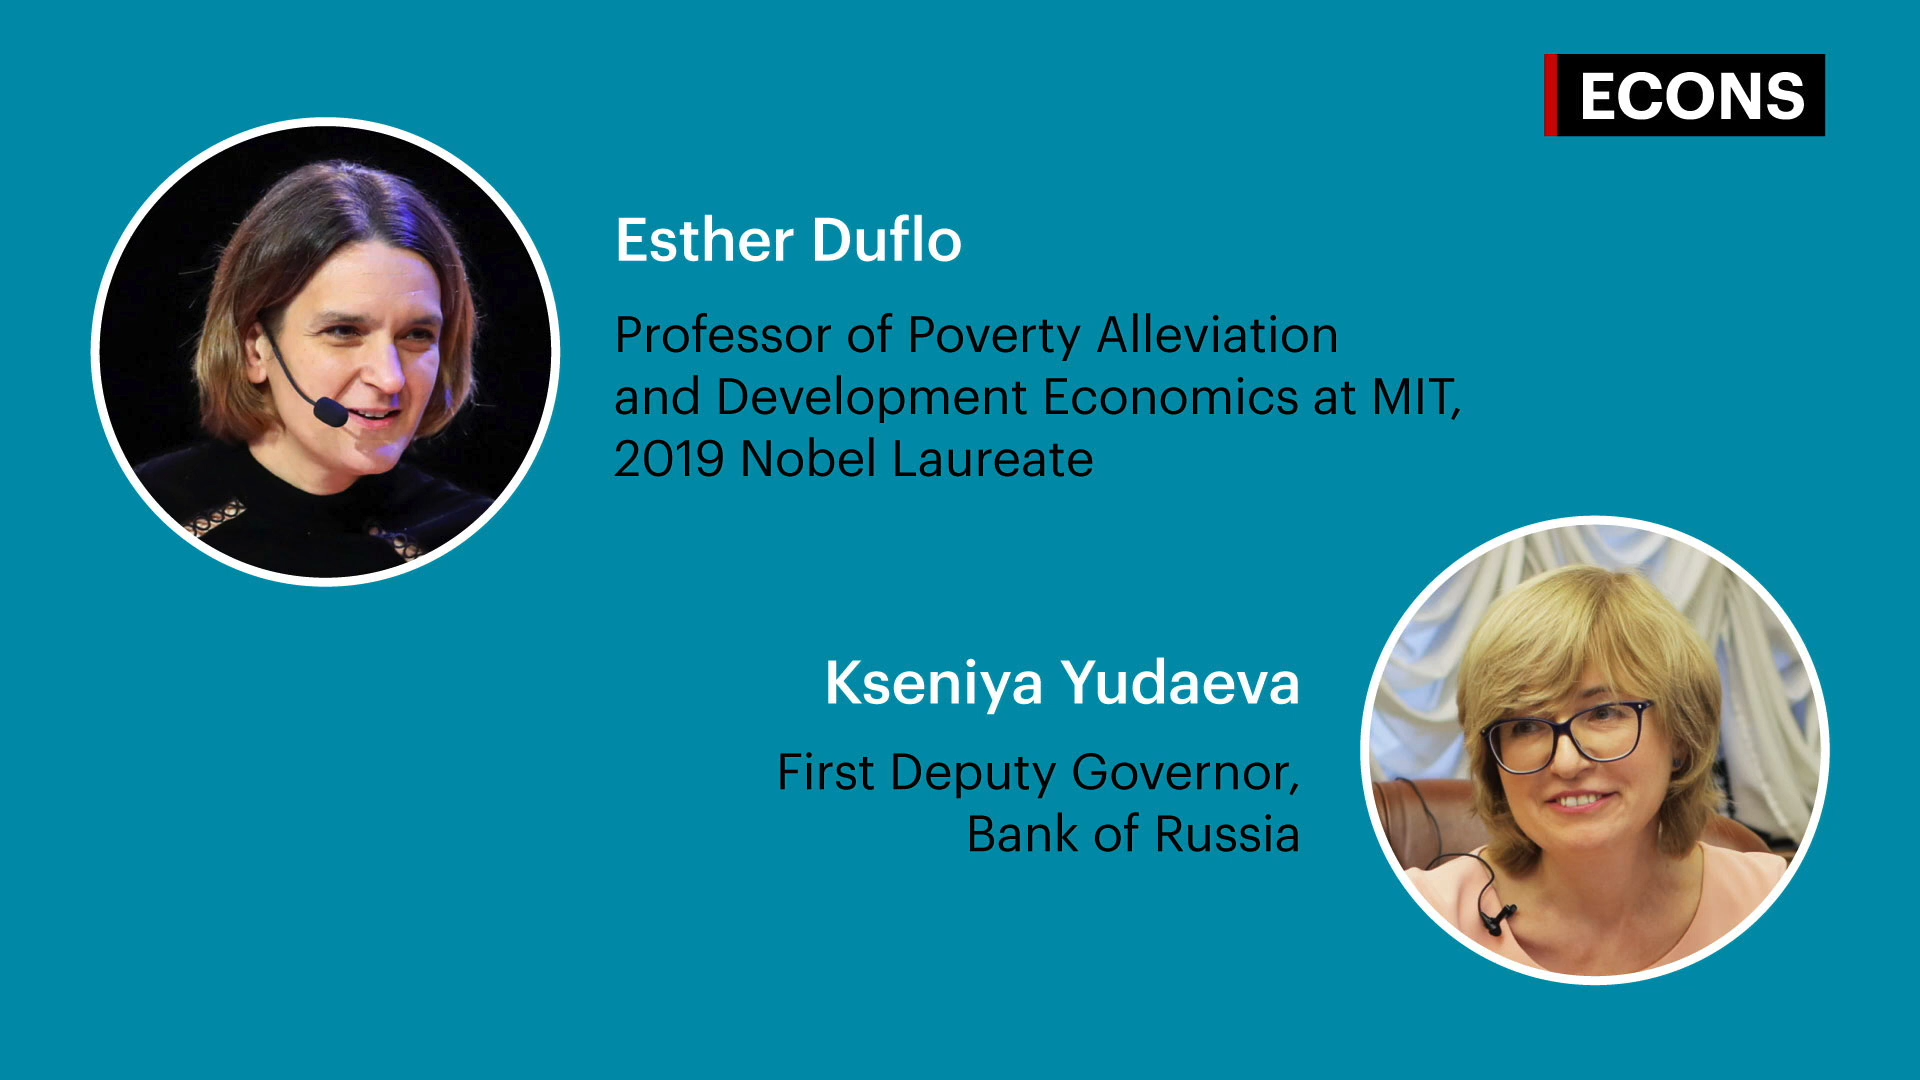 ECONS
Esther Duflo
Professor of Poverty Alleviation
and Development Economics at MIT,
2019 Nobel Laureate
Kseniya Yudaeva
First Deputy Governor,
Bank of Russia